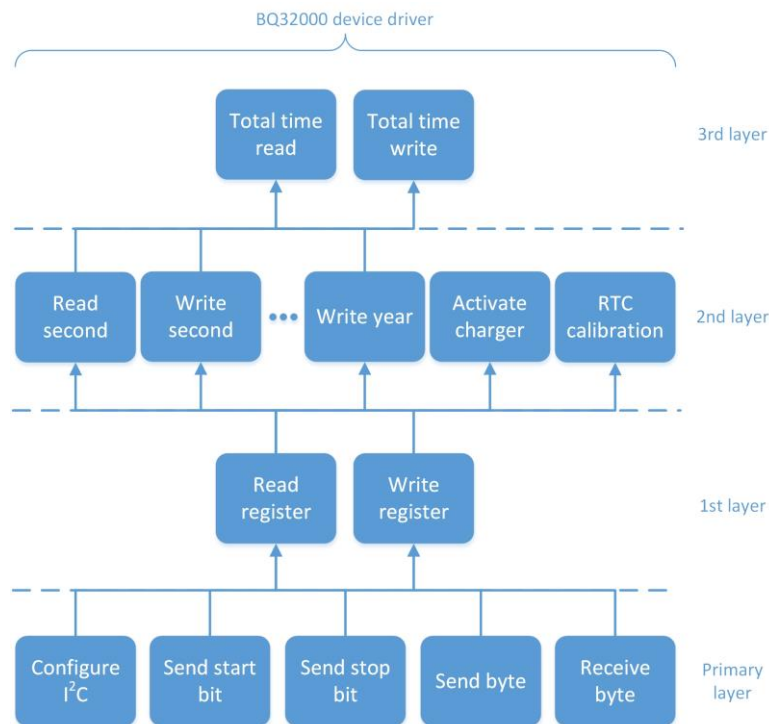 BQ32000 device driver
Total time
read
Total time
write
3rd layer
Read
second
Write
second
•••
Write year
Activate
charger
RTC
calibration
2nd layer
Read
register
Write
register
1st layer
Configure
I²C
Send start
bit
Send stop
bit
Send byte
Receive
byte
Primary
layer